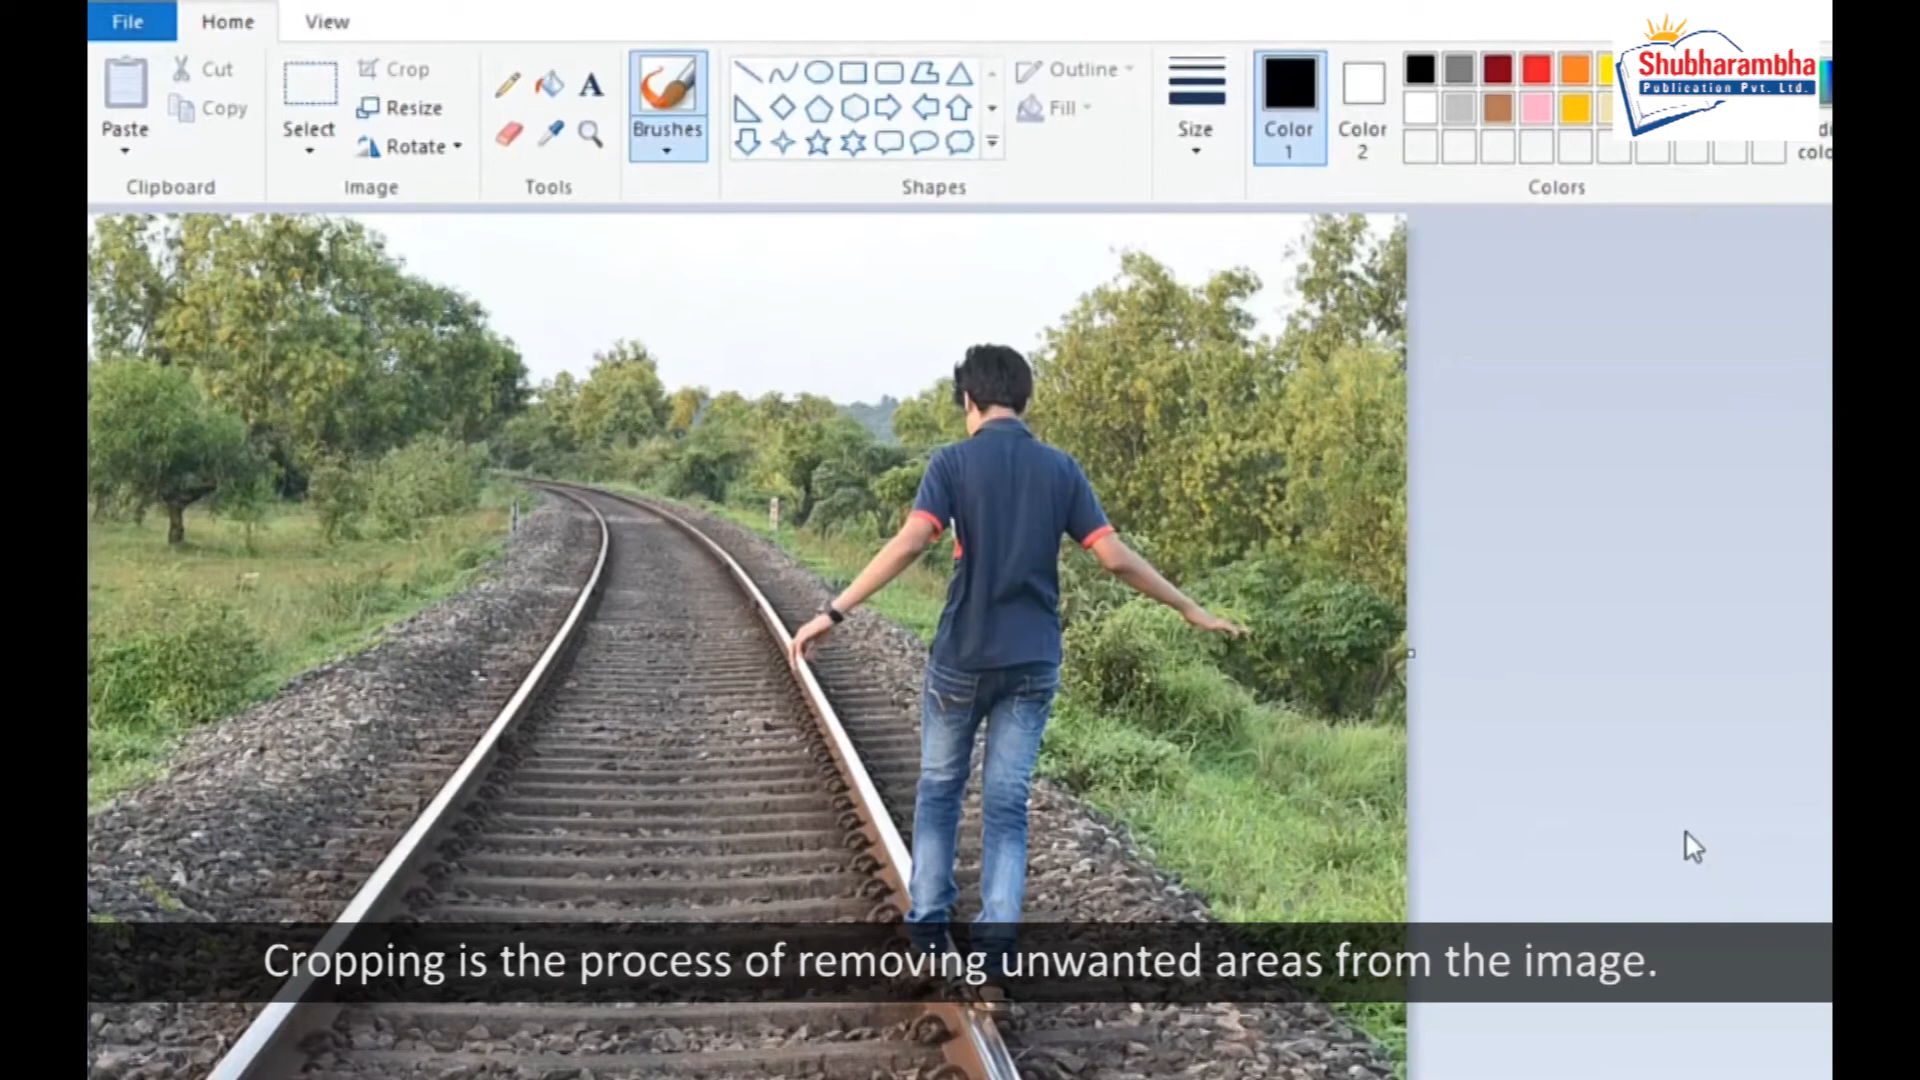 File Home View
Shubharambha
Publication Pvt. Ltd.
Cut
Crop
Outline
Copy
Resize
Fill
Paste
Select
Rotate
Brushes
Size
Color
1
Color
2
Clipboard
Image
Tools
Shapes
Colors
Cropping is the process of removing unwanted areas from the image.